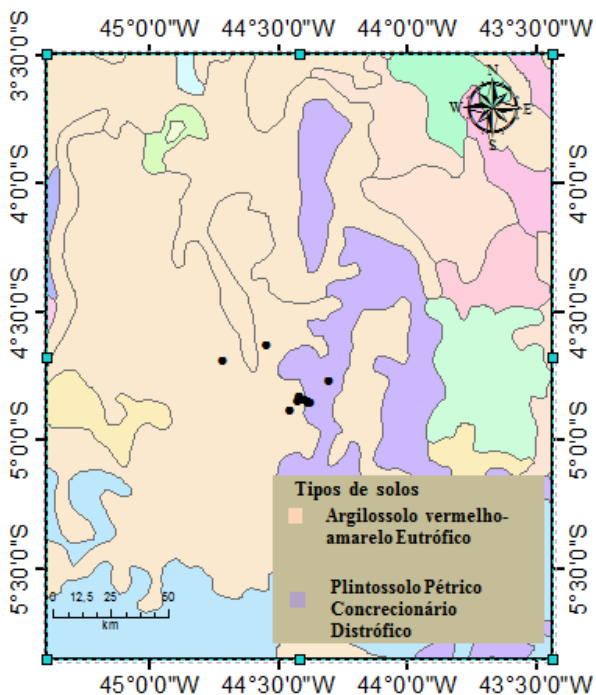 45°0'0"W 44°30'0"W 44°0'0"W 43°30'0"W
3°30'0"S 3°30'0"S
N
W E
S
4°0'0"S 4°0'0"S
4°30'0"S 4°30'0"S
5°0'0"S 5°0'0"S
Tipos de solos
Argilossolo vermelho-
amarelo Eutrófico
5°30'0"S 5°30'0"S
Plintossolo Pétrico
Concrecionário
Distrófico
0 12,5 25 50
km
45°0'0"W 44°30'0"W 44°0'0"W 43°30'0"W